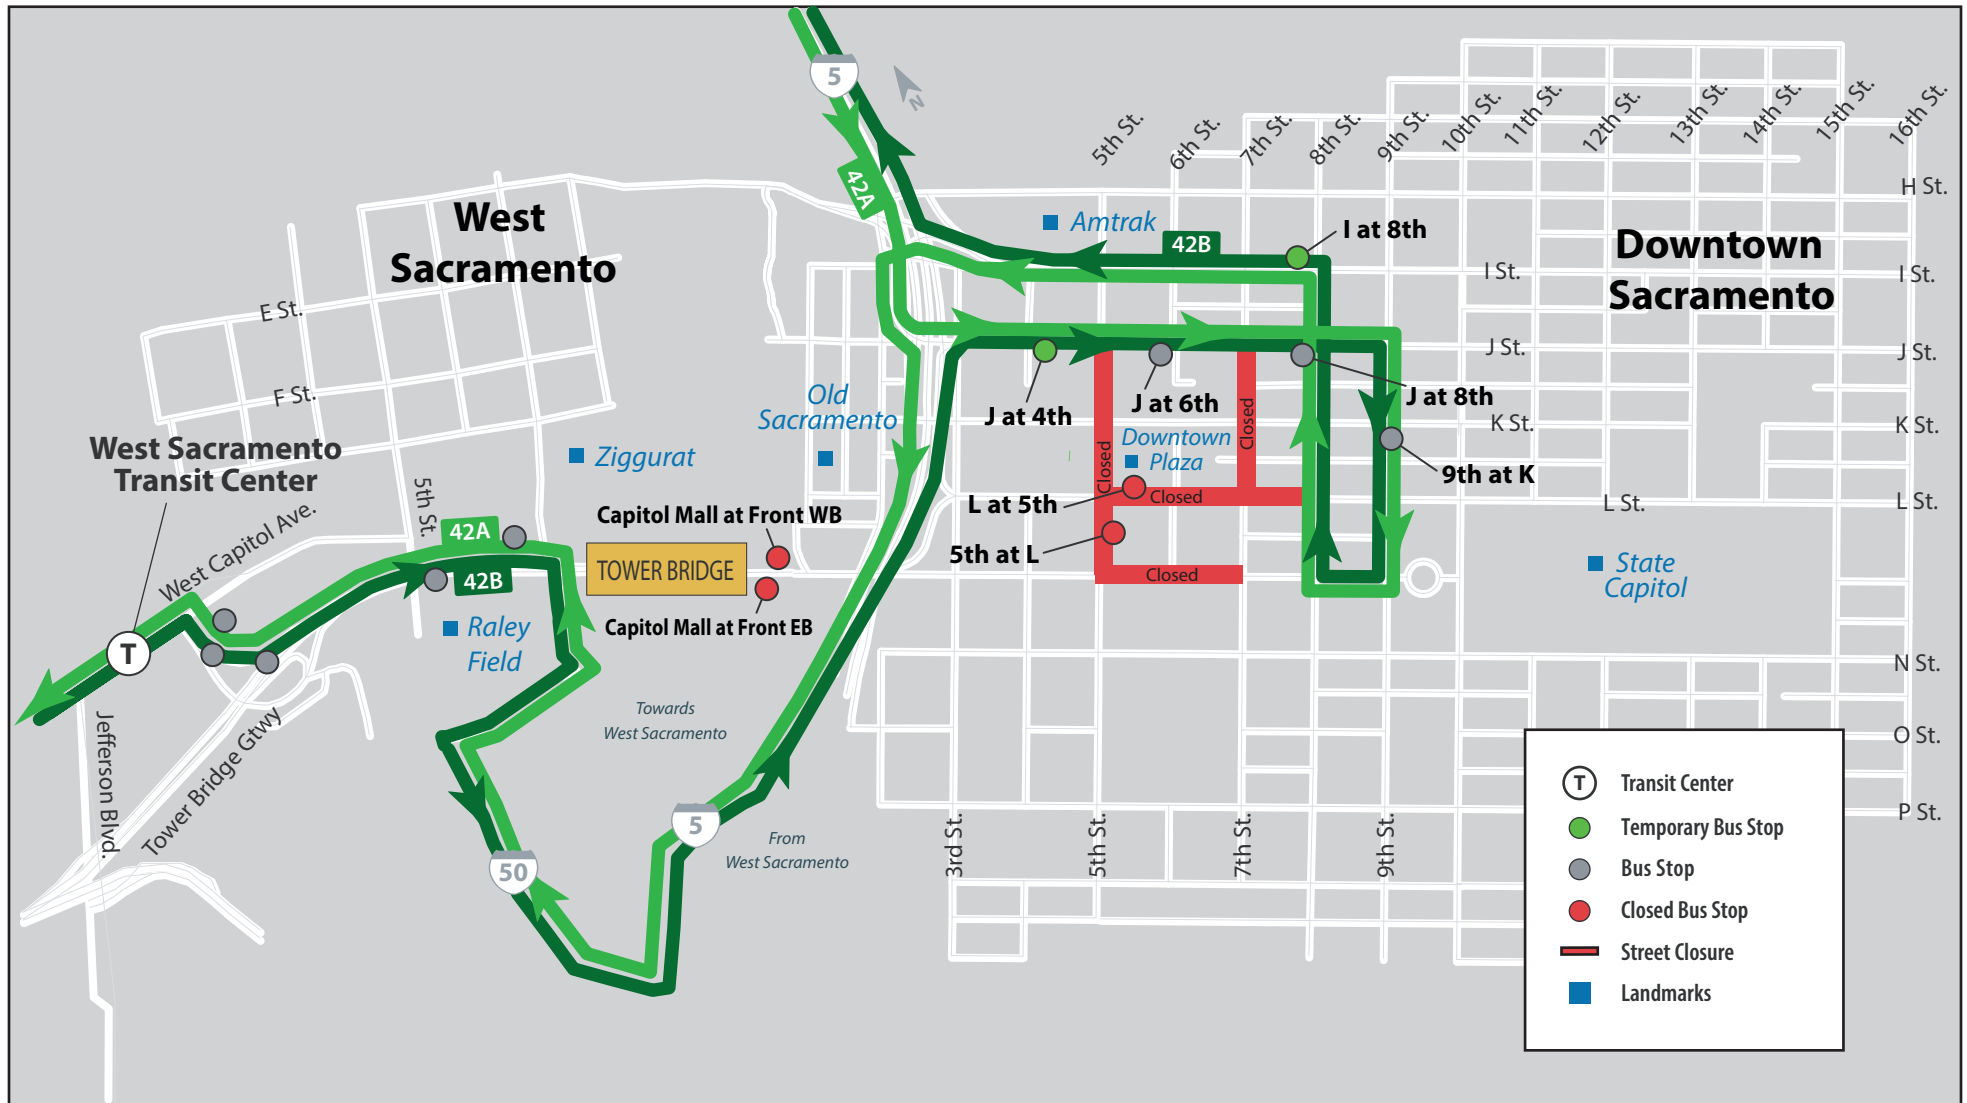 5
N
42A
5th St.
6th St.
7th St.
8th St.
9th St.
10th St.
11th St.
12th St.
13th St.
14th St.
15th St.
16th St.
H St.
West
Sacramento
Amtrak
42B
I at 8th
Downtown
Sacramento
I St.
I St.
E St.
F St.
J St.
J St.
Old
Sacramento
J at 4th
J at 6th
J at 8th
K St.
K St.
Closed
Closed
Downtown
Plaza
West Sacramento
Transit Center
Ziggurat
9th at K
L at 5th
Closed
L St.
L St.
5th St.
West Capitol Ave.
42A
Capitol Mall at Front WB
5th at L
TOWER BRIDGE
42B
Closed
State
Capitol
Raley
Field
Capitol Mall at Front EB
T
N St.
Towards
West Sacramento
Jefferson Blvd.
Tower Bridge Gtwy
O St.
5
From
West Sacramento
50
3rd St.
5th St.
7th St.
9th St.
P St.
T
Transit Center
Temporary Bus Stop
Bus Stop
Closed Bus Stop
Street Closure
Landmarks